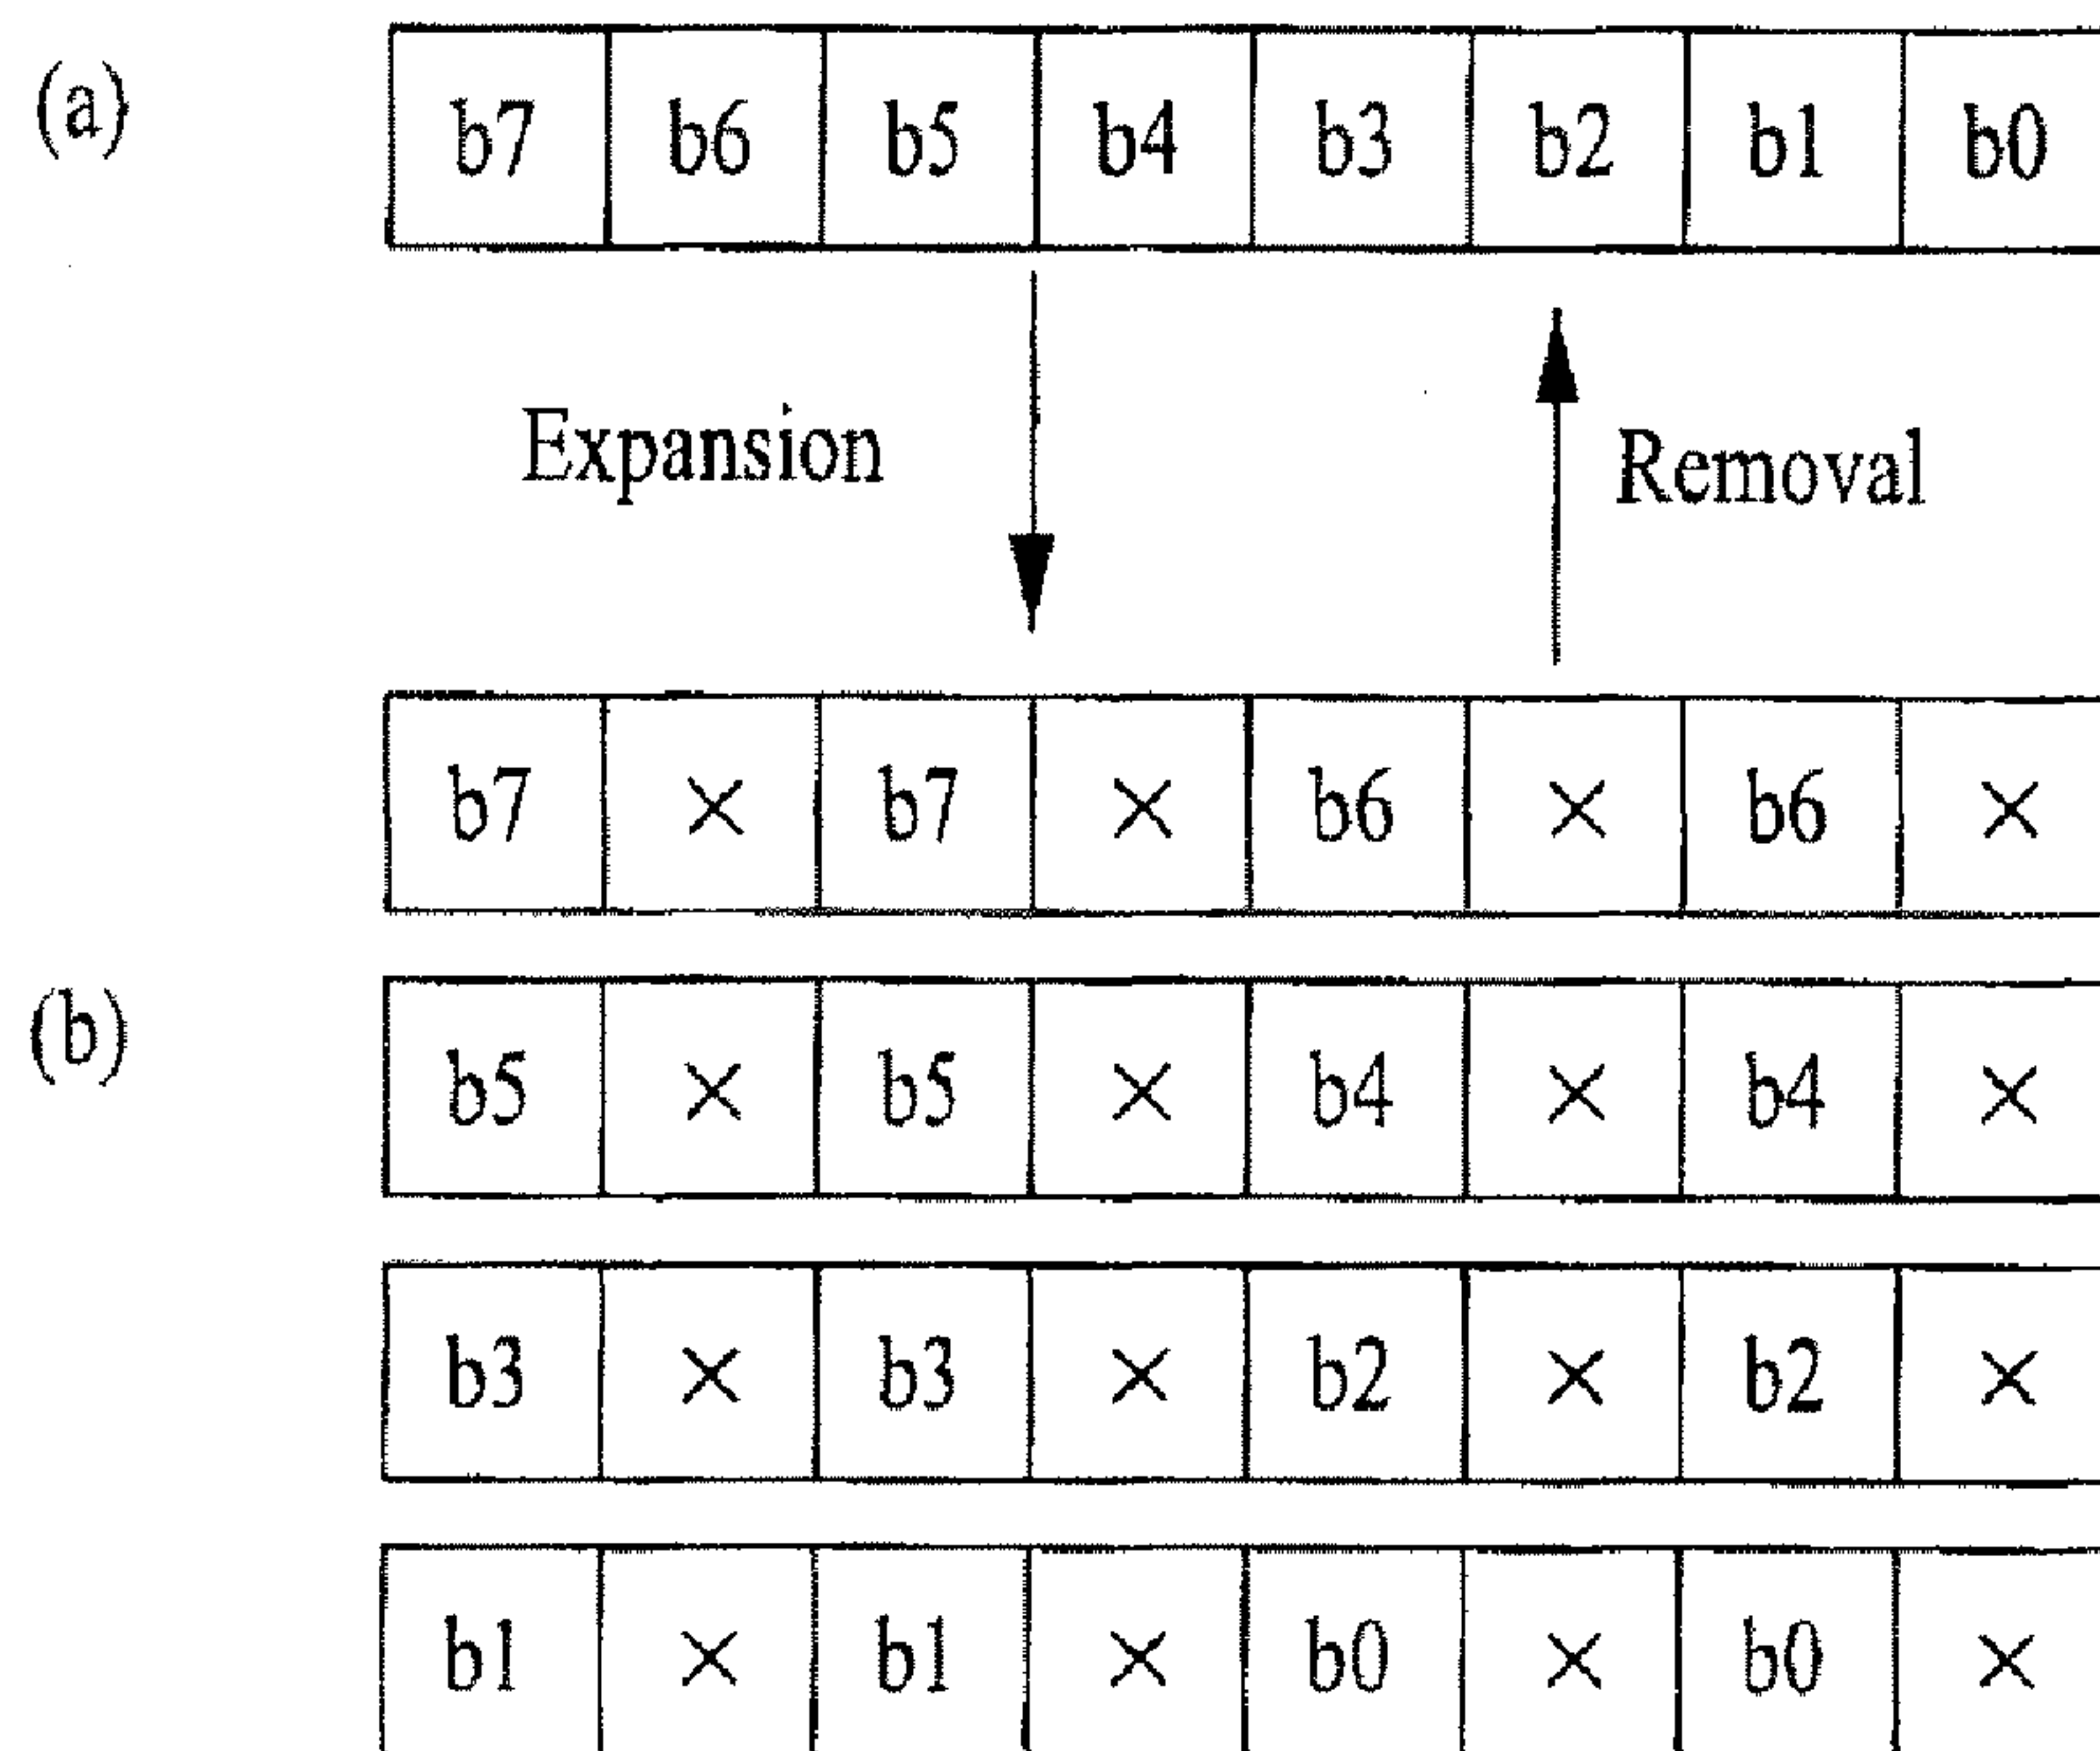 (a) b7 b6 b5 b4 b3 b2 b1 b0
Expansion Removal
b7 × b7 × b6 × b6 ×
(b) b5 × b5 × b4 × b4 ×
b3 × b3 × b2 × b2 ×
b1 × b1 × b0 × b0 ×